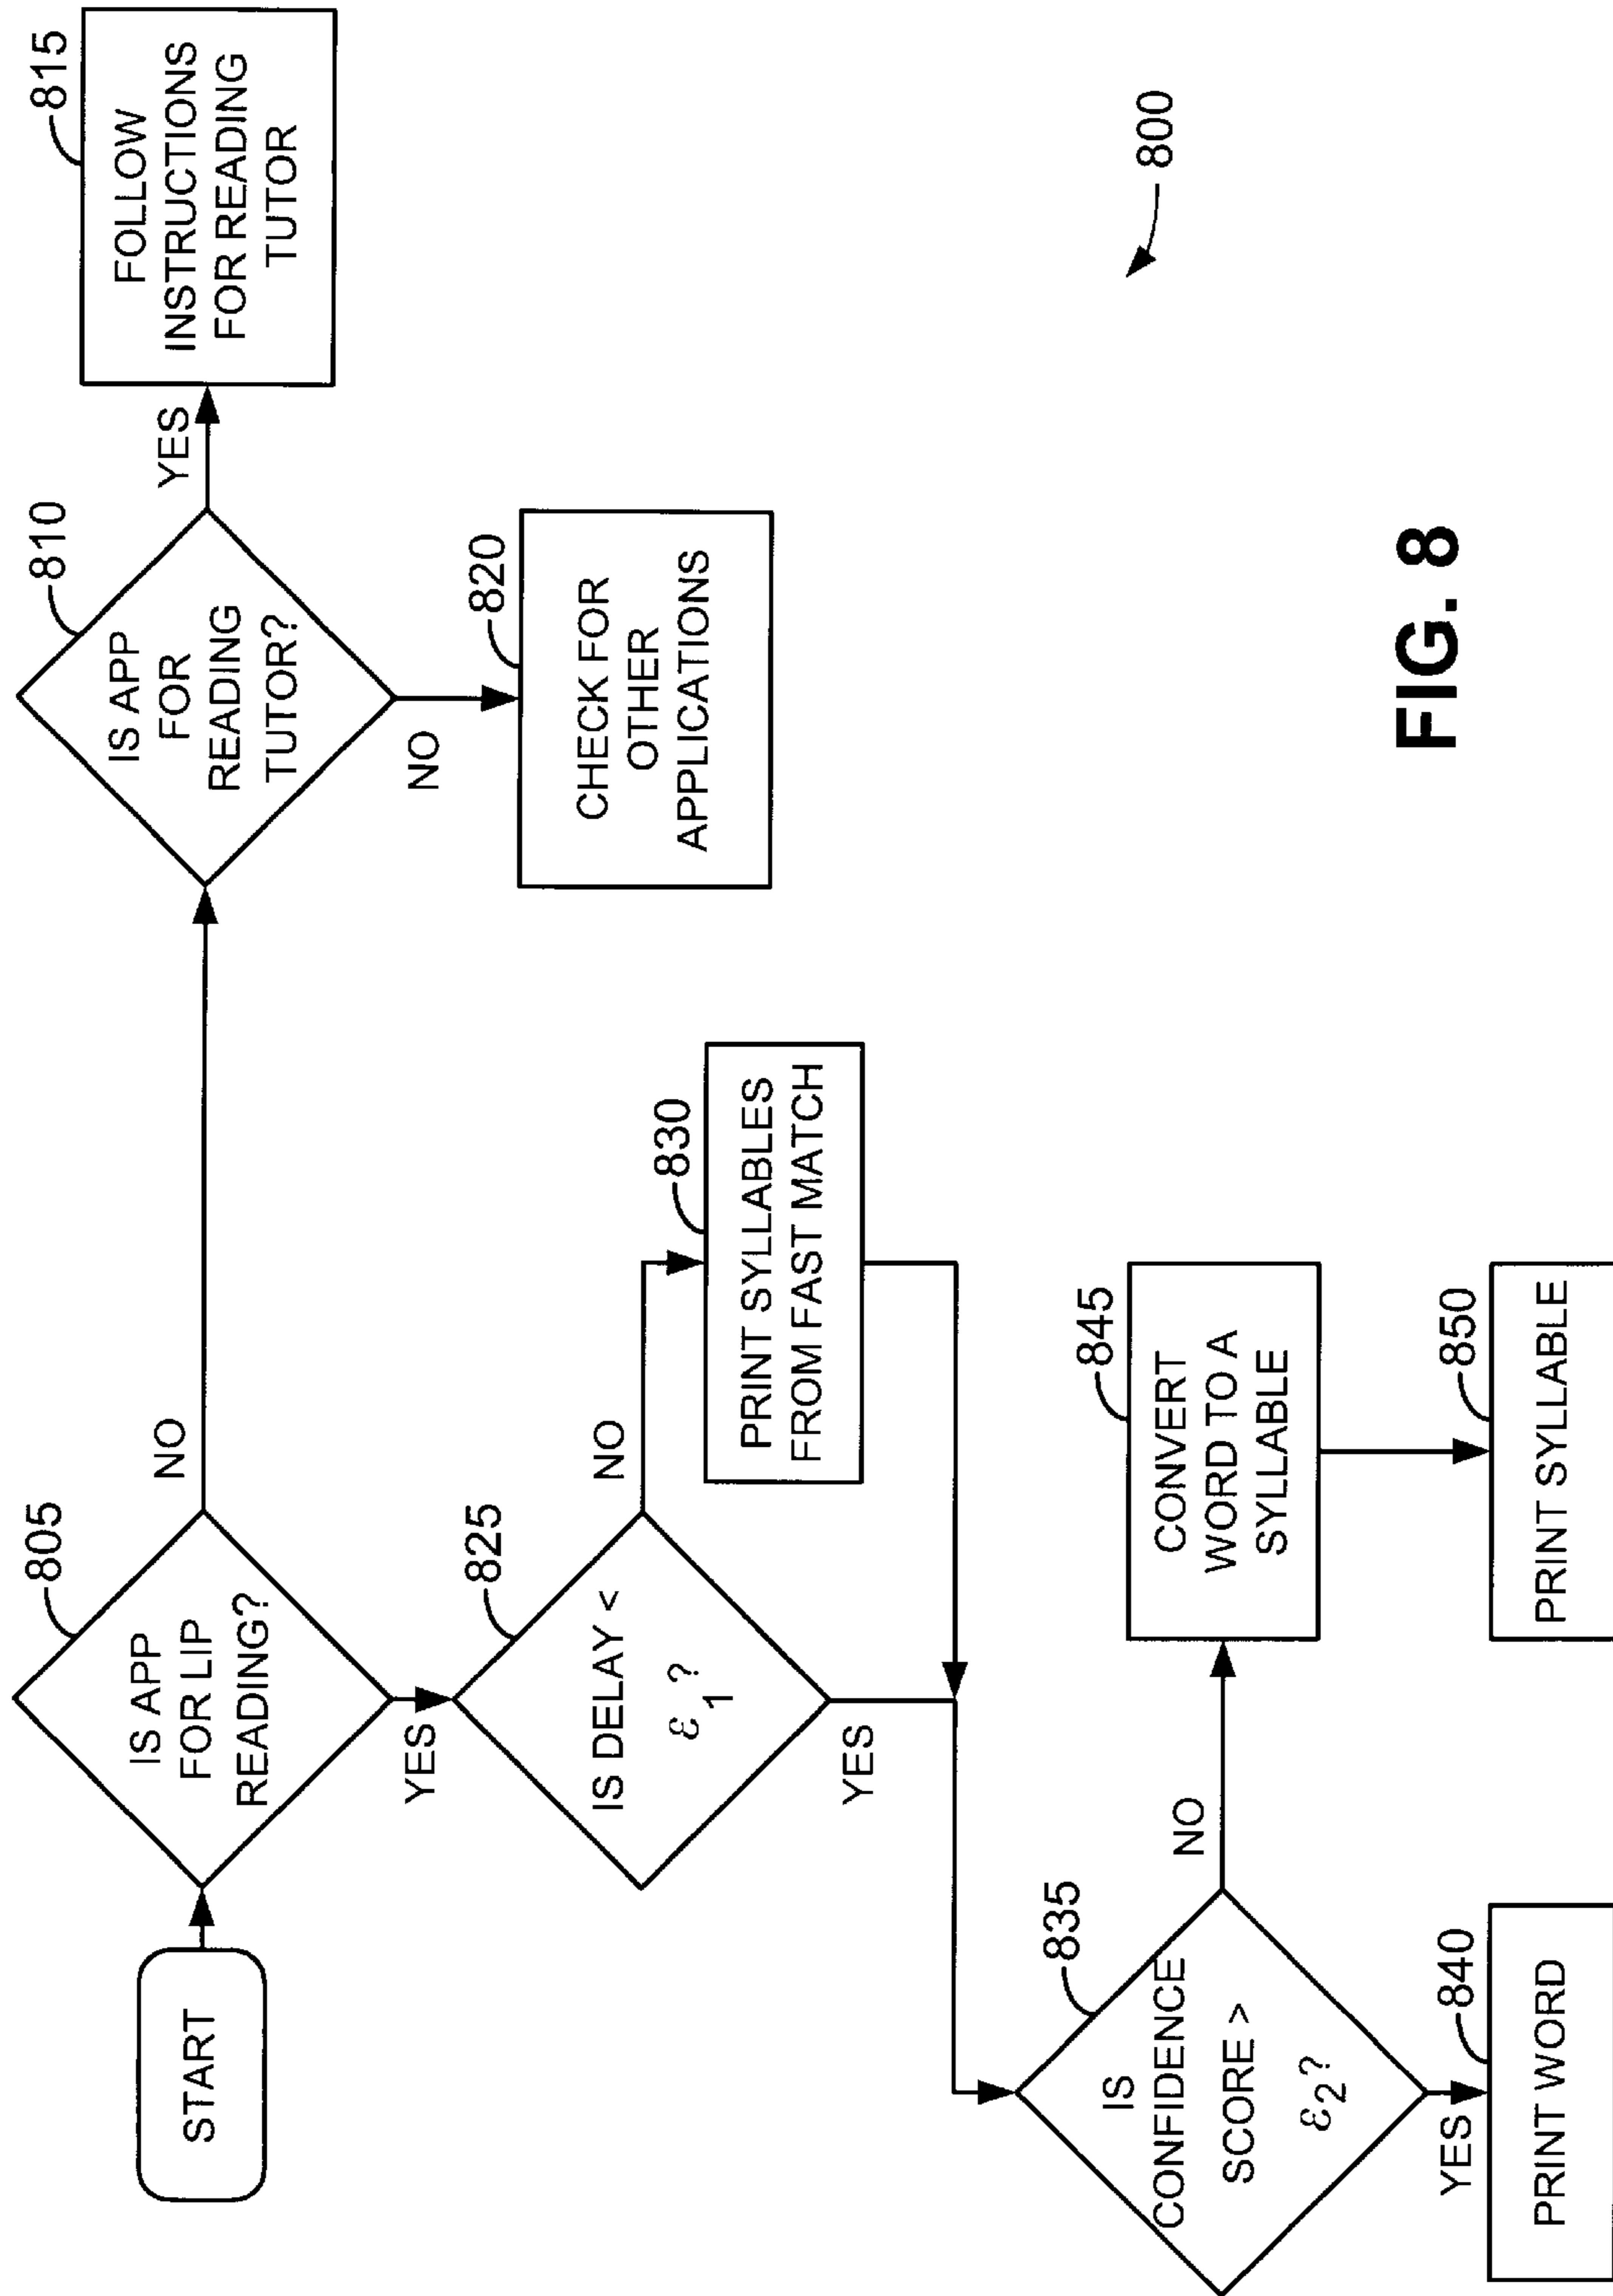 START
805
IS APP
FOR LIP
READING?
NO
YES
810
IS APP
FOR
READING
TUTOR?
YES
NO
815
FOLLOW
INSTRUCTIONS
FOR READING
TUTOR
820
CHECK FOR
OTHER
APPLICATIONS
825
IS DELAY <
ε1?
NO
YES
830
PRINT SYLLABLES
FROM FAST MATCH
835
IS
CONFIDENCE
SCORE >
ε2?
NO
YES
840
PRINT WORD
845
CONVERT
WORD TO A
SYLLABLE
850
PRINT SYLLABLE
800
FIG. 8